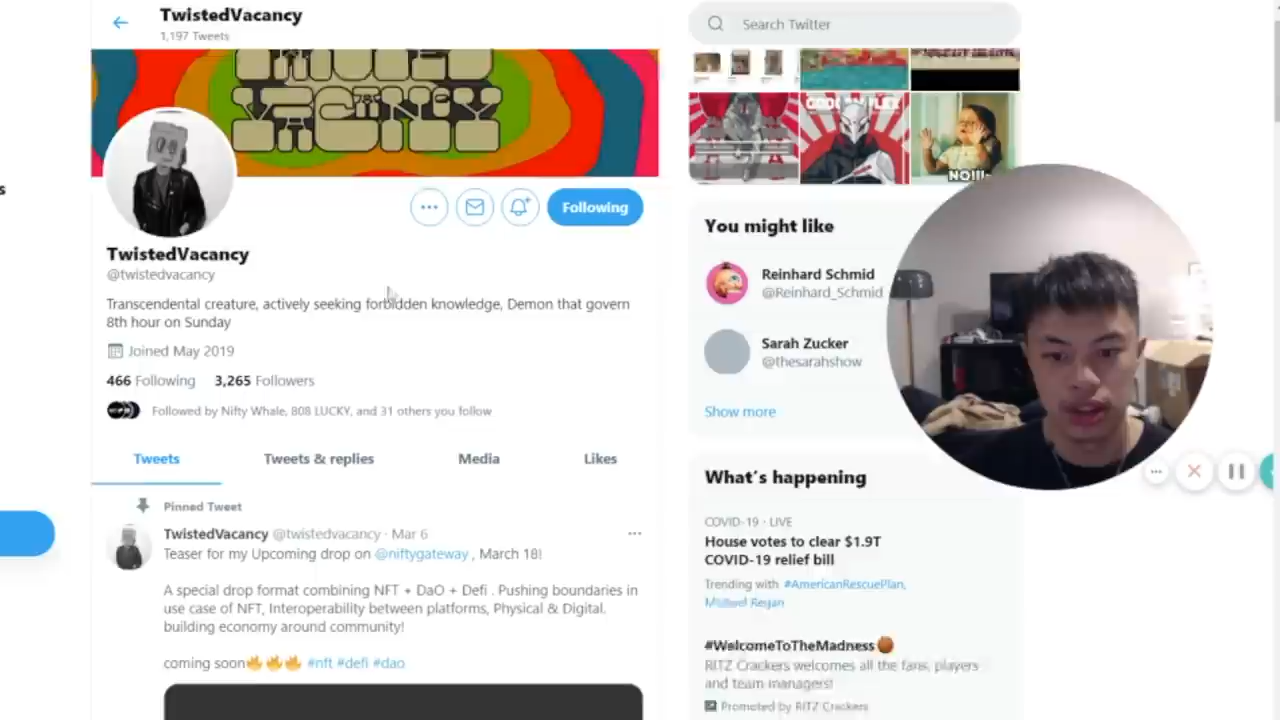 TwistedVacancy
1,197 Tweets
Search Twitter
VACANCY
NO!!!
Following
TwistedVacancy
@twistedvacancy
Transcendental creature, actively seeking forbidden knowledge, Demon that govern
8th hour on Sunday
Joined May 2019
466 Following 3,265 Followers
Followed by Nifty Whale, 808 LUCKY, and 31 others you follow
Tweets Tweets & replies Media Likes
Pinned Tweet
TwistedVacancy @twistedvacancy · Mar 6
Teaser for my Upcoming drop on @niftygateway , March 18!
A special drop format combining NFT + DaO + Defi . Pushing boundaries in
use case of NFT, Interoperability between platforms, Physical & Digital.
building economy around community!
coming soon🔥🔥🔥 #nft #defi #dao
You might like
Reinhard Schmid
@Reinhard_Schmid
Sarah Zucker
@thesarahshow
Show more
What's happening
COVID-19 · LIVE
House votes to clear $1.9T
COVID-19 relief bill
Trending with #AmericanRescuePlan,
Michael Regan
#WelcomeToTheMadness
RITZ Crackers welcomes all the fans, players
and team managers!
Promoted by RITZ Crackers